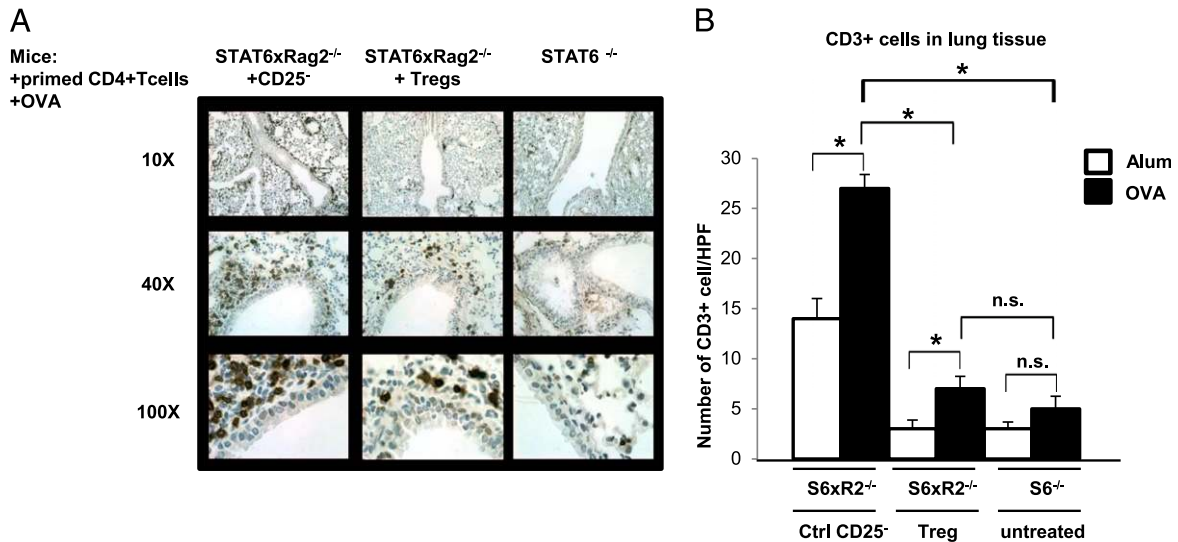 A
Mice:
+primed CD4+Tcells
+OVA
STAT6xRag2-/-
+CD25-
STAT6xRag2-/-
+ Tregs
STAT6 -/-
10X
40X
100X
B
CD3+ cells in lung tissue
*
*
*
Alum
OVA
Number of CD3+ cell/HPF
30
25
20
15
10
5
0
*
n.s.
n.s.
S6xR2-/-
S6xR2-/-
S6-/-
Ctrl CD25-
Treg
untreated